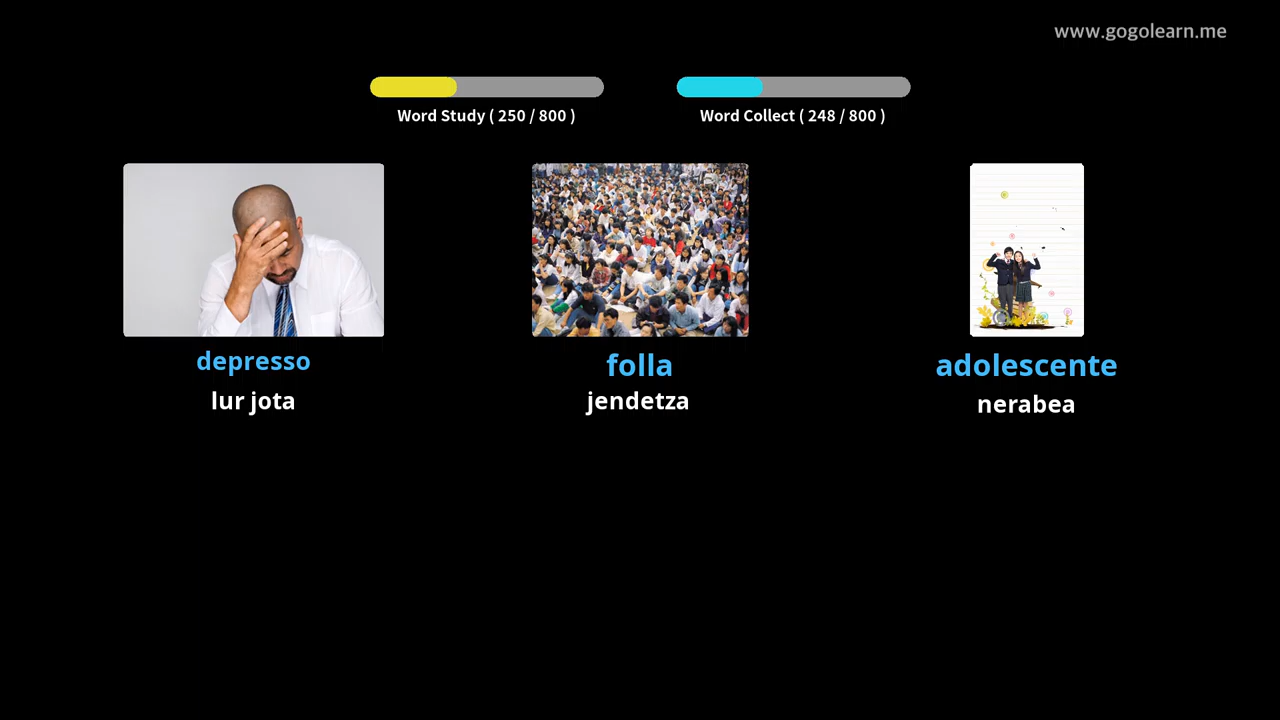 www.gogolearn.me
Word Study ( 250 / 800 )
Word Collect ( 248 / 800 )
depresso
lur jota
folla
jendetza
adolescente
nerabea